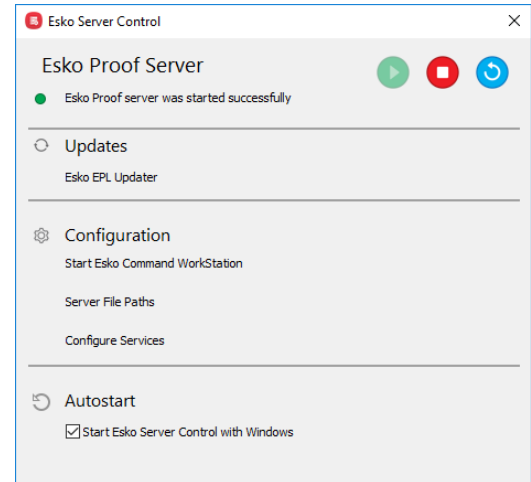 Esko Server Control
Esko Proof Server
Esko Proof server was started successfully
Updates
Esko EPL Updater
Configuration
Start Esko Command WorkStation
Server File Paths
Configure Services
Autostart
Start Esko Server Control with Windows